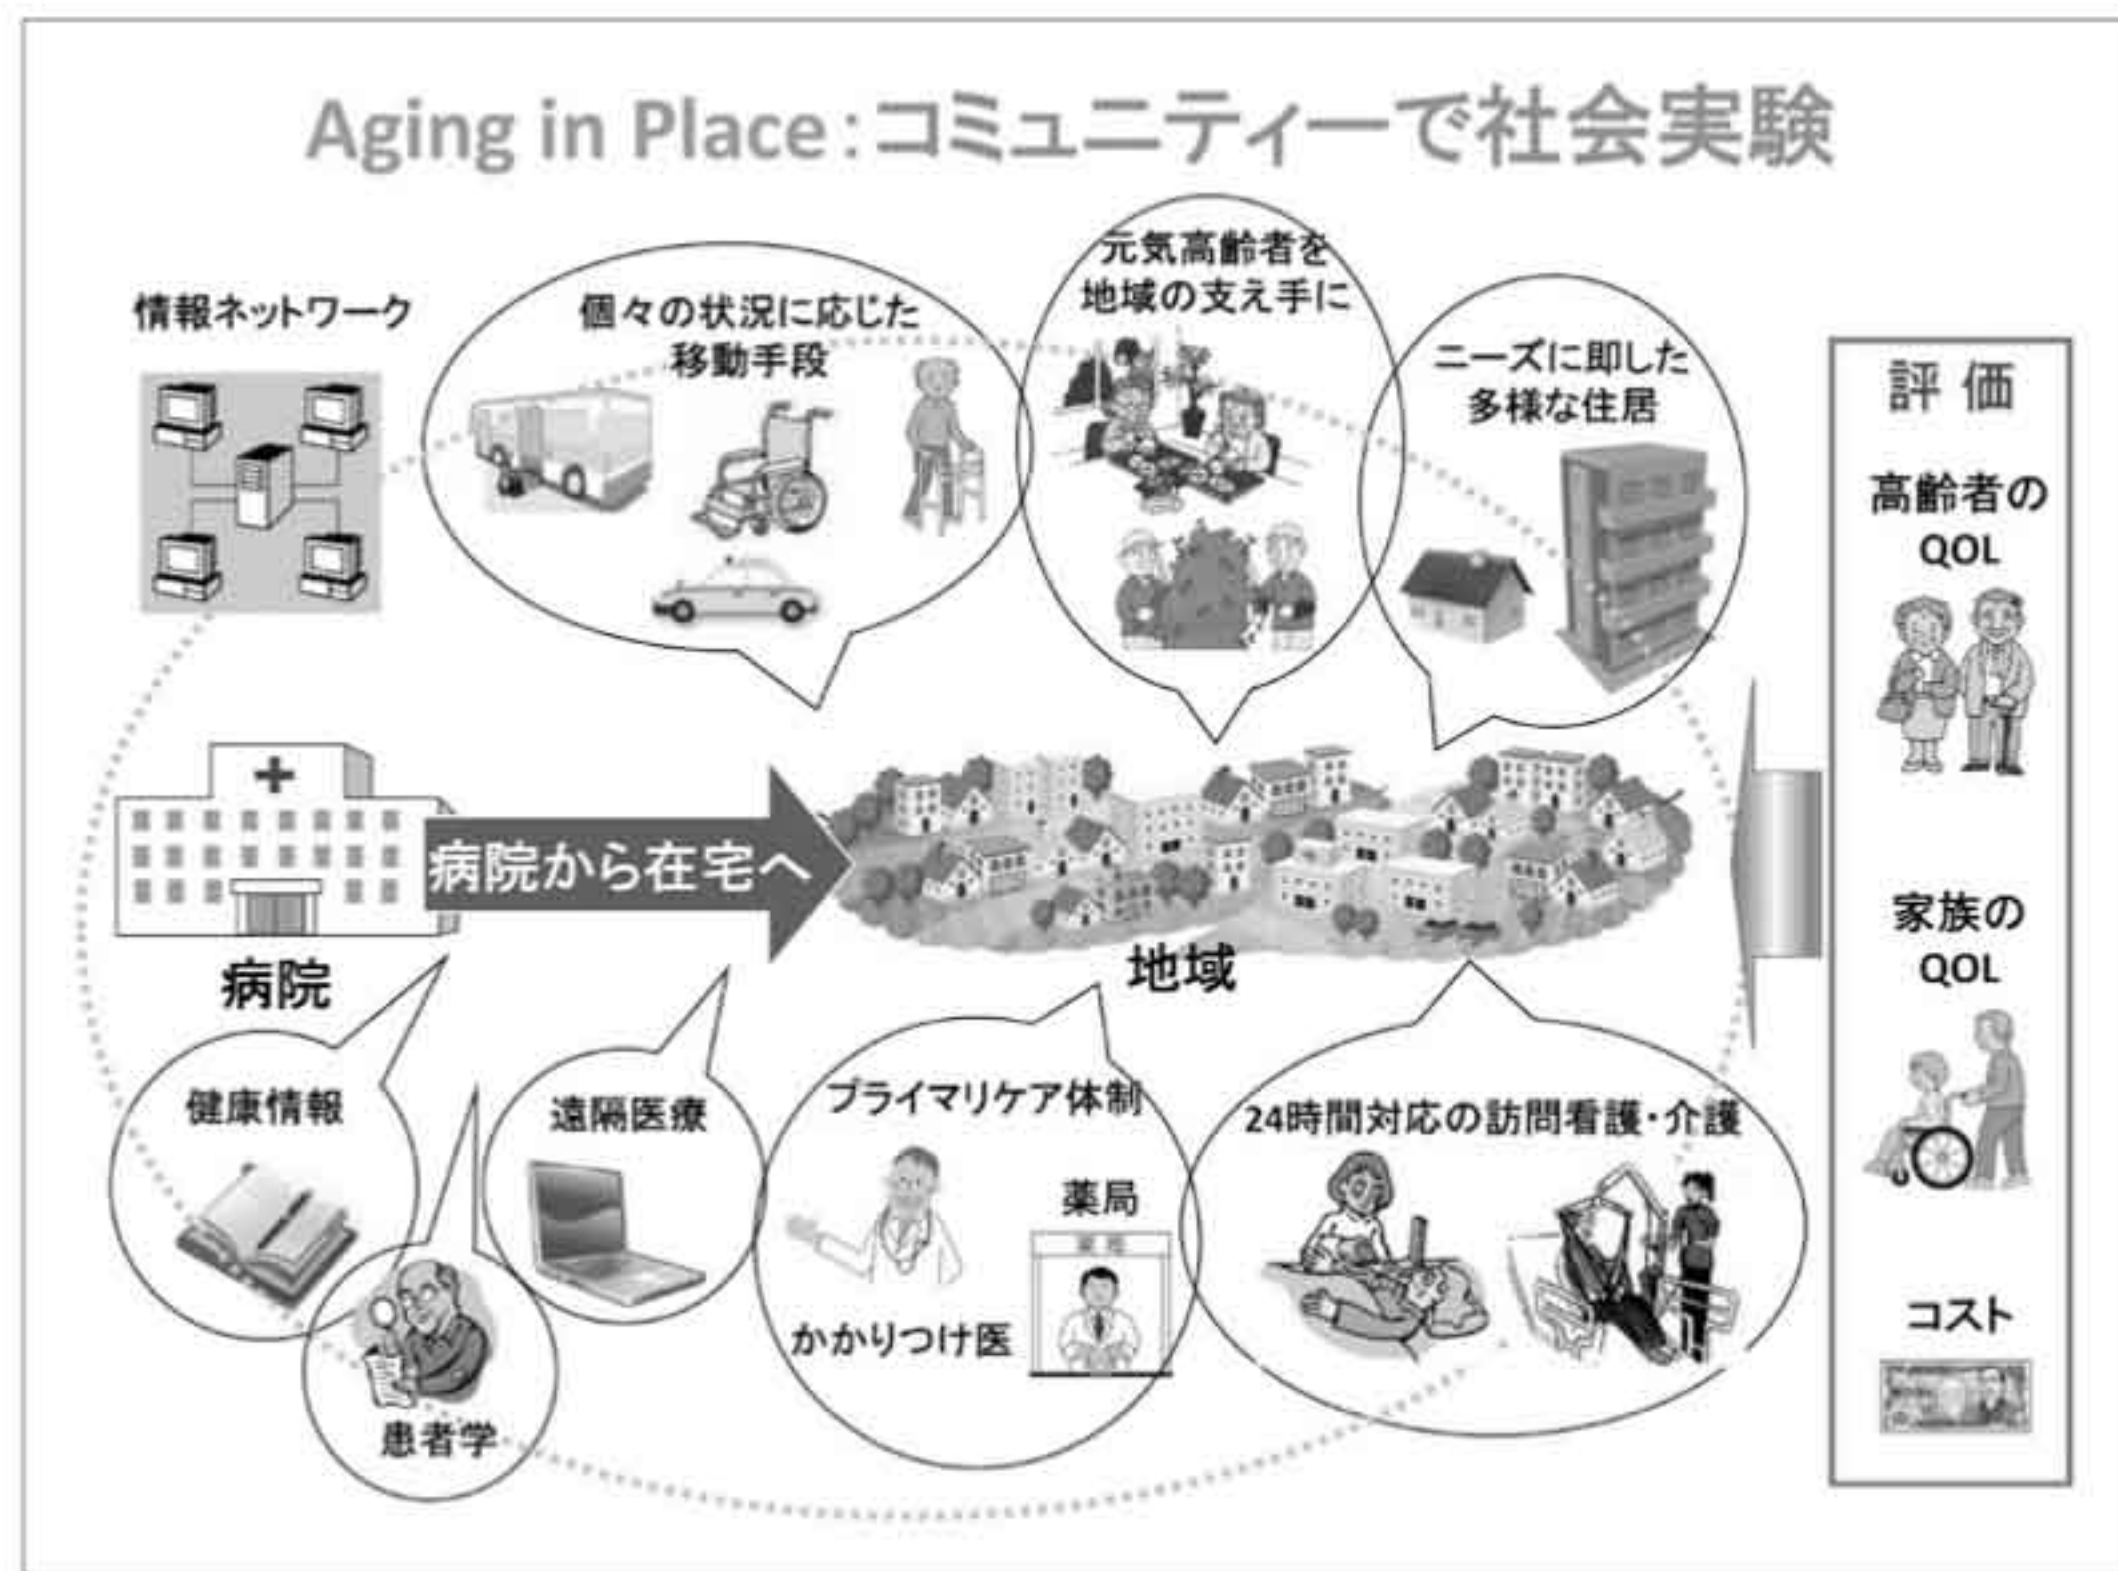 Aging in Place:コミュニティーで社会実験
情報ネットワーク
個々の状況に応じた
移動手段
元気高齢者を
地域の支え手に
ニーズに即した
多様な住居
評価
高齢者の
QOL
家族の
QOL
コスト
病院から在宅へ
病院
地域
健康情報
患者学
遠隔医療
プライマリケア体制
薬局
かかりつけ医
24時間対応の訪問看護・介護